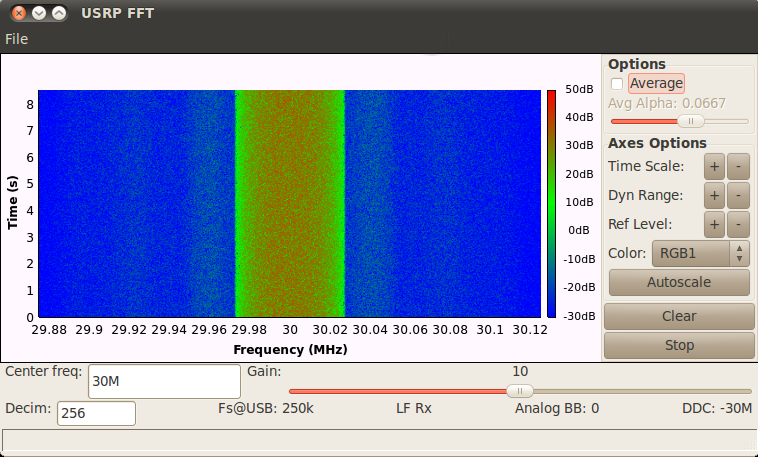 USRP FFT
File
Options
Average
Avg Alpha: 0.0667
Axes Options
Time Scale: + -
Dyn Range: + -
Ref Level: + -
Color: RGB1
Autoscale
Clear
Stop
Time (s)
8
7
6
5
4
3
2
1
0
29.88 29.9 29.92 29.94 29.96 29.98 30 30.02 30.04 30.06 30.08 30.1 30.12
Frequency (MHz)
50dB
40dB
30dB
20dB
10dB
0dB
-10dB
-20dB
-30dB
Center freq: 30M Gain: 10
Decim: 256 Fs@USB: 250k LF Rx Analog BB: 0 DDC: -30M